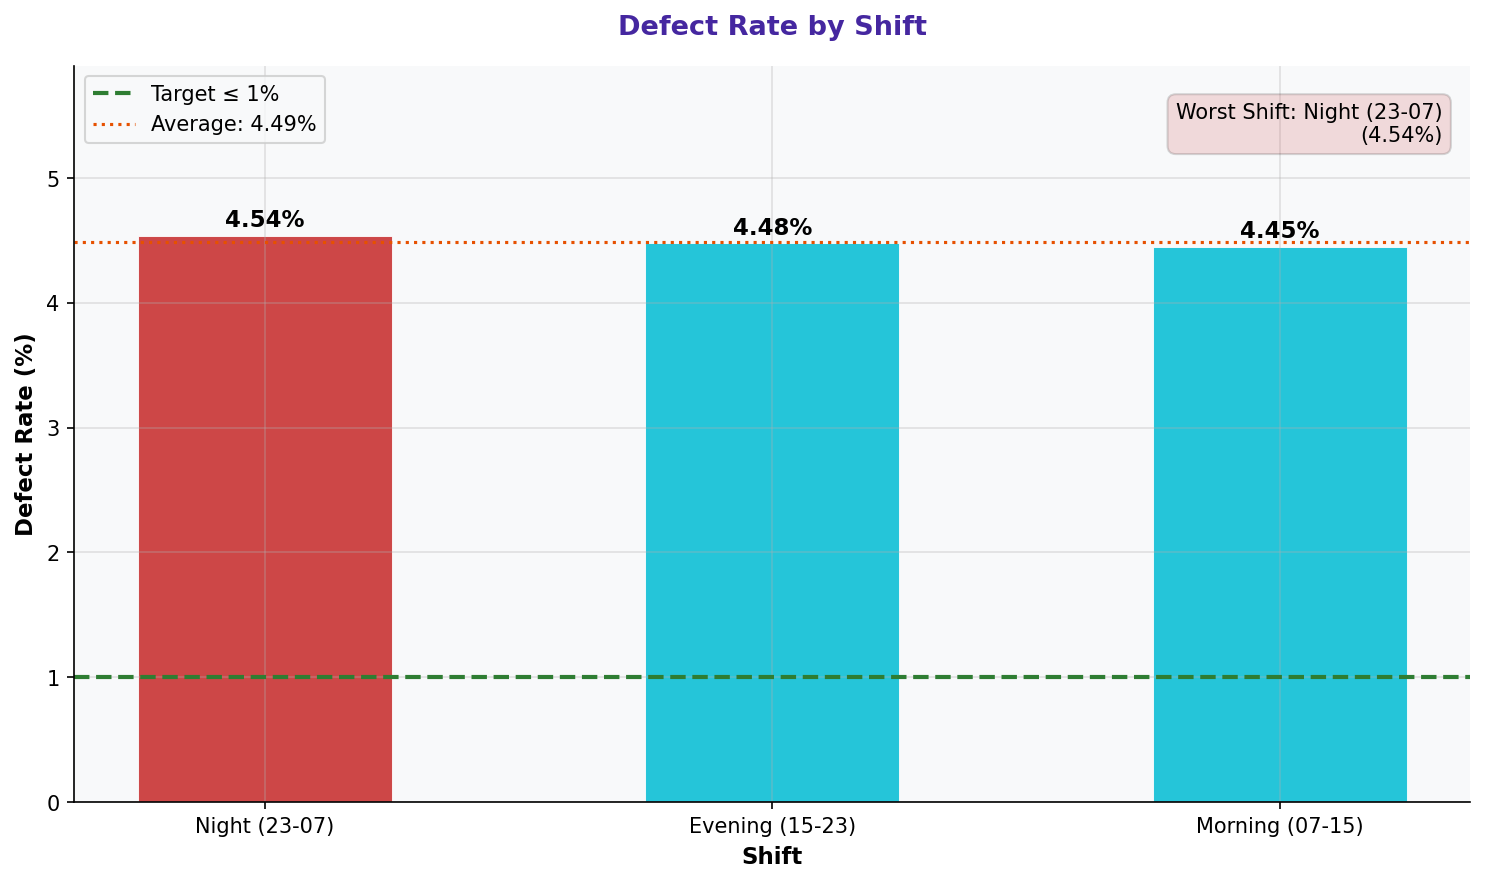 Defect Rate by Shift
Target ≤ 1%
Average: 4.49%
Worst Shift: Night (23-07)
(4.54%)
4.54%
4.48%
4.45%
5
4
3
2
1
0
Defect Rate (%)
Night (23-07)
Evening (15-23)
Morning (07-15)
Shift